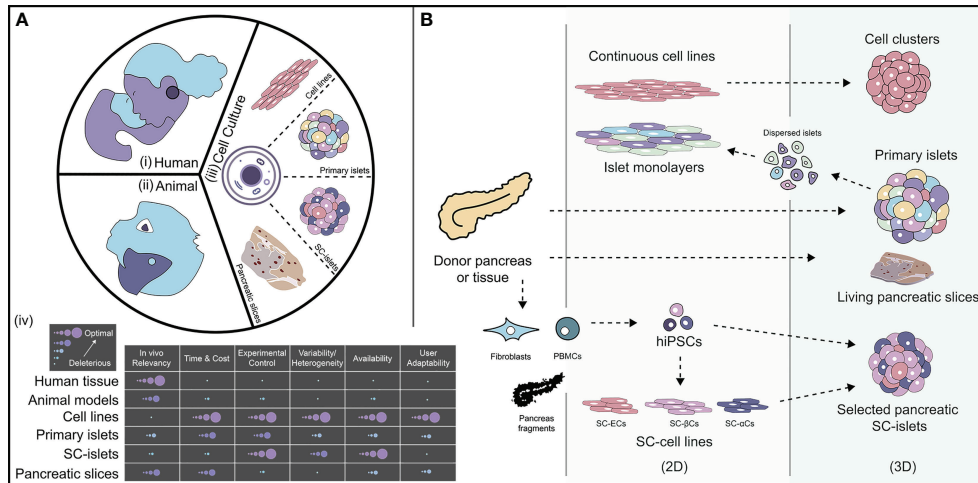 A
(i) Human
(ii) Animal
(iii) Cell Culture
Cell lines
Primary islets
SC-islets
Pancreatic slices
(iv)
Optimal
Deleterious
In vivo Relevancy
Time & Cost
Experimental Control
Variability/ Heterogeneity
Availability
User Adaptability
Human tissue
Animal models
Cell lines
Primary islets
SC-islets
Pancreatic slices
B
Continuous cell lines
Cell clusters
Islet monolayers
Dispersed islets
Primary islets
Donor pancreas
or tissue
Living pancreatic slices
Fibroblasts
PBMCs
hiPSCs
Pancreas
fragments
SC-ECs
SC-βCs
SC-αCs
SC-cell lines
Selected pancreatic
SC-islets
(2D)
(3D)